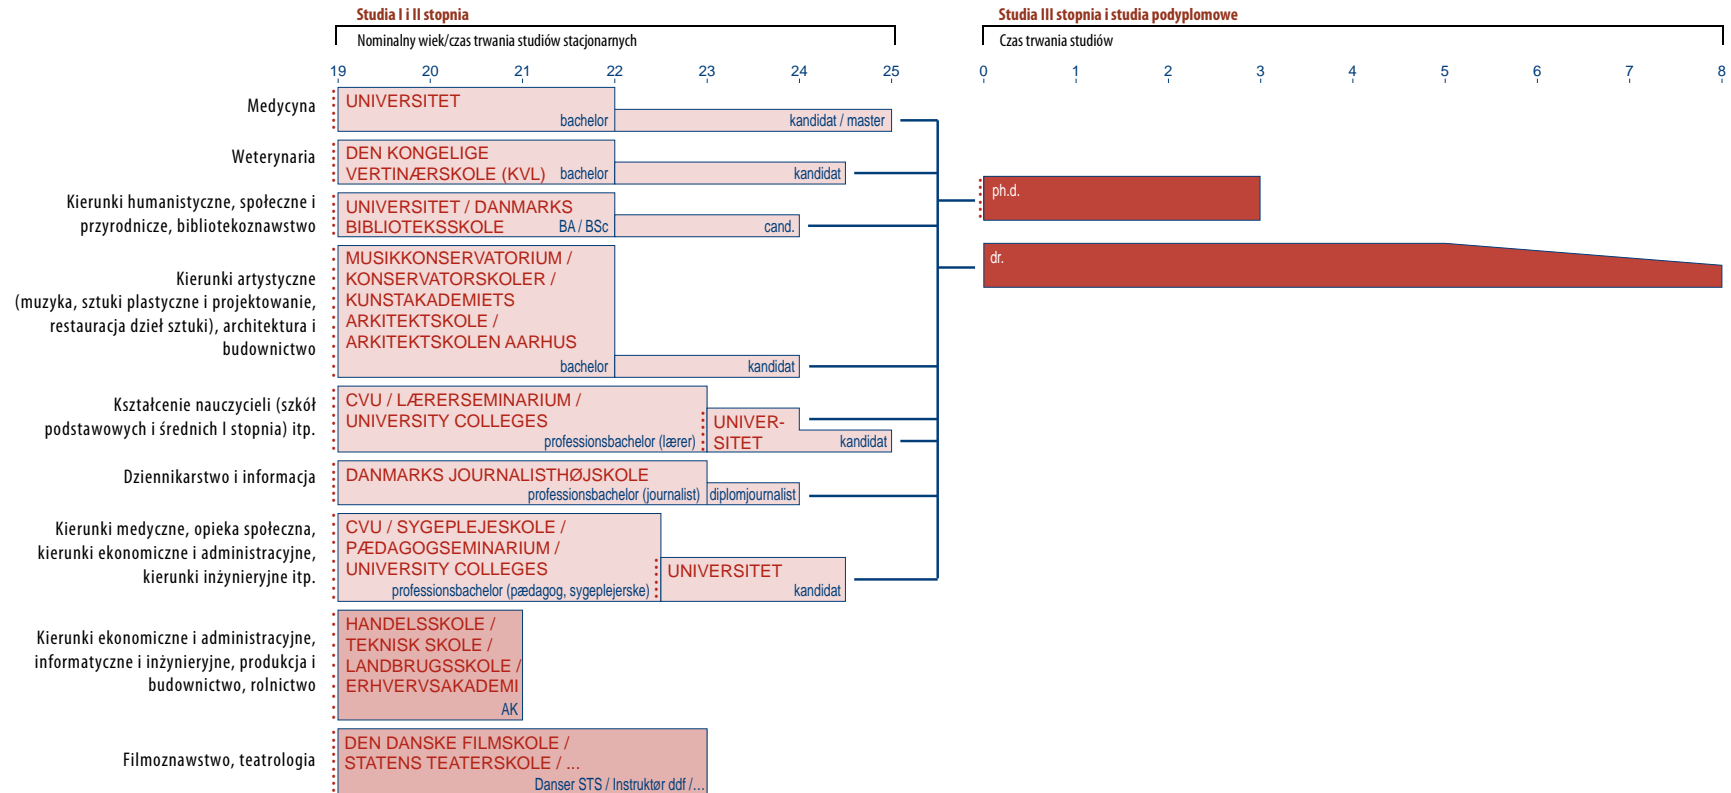 Studia I i II stopnia
Nominalny wiek/czas trwania studiów stacjonarnych
19 20 21 22 23 24 25
Studia III stopnia i studia podyplomowe
Czas trwania studiów
0 1 2 3 4 5 6 7 8
Medycyna
UNIVERSITET
bachelor
kandidat / master
Weterynaria
DEN KONGELIGE
VERTINÆRSKOLE (KVL) bachelor
kandidat
Kierunki humanistyczne, społeczne i
przyrodnicze, bibliotekoznawstwo
UNIVERSITET / DANMARKS
BIBLIOTEKSSKOLE BA / BSc
cand.
Kierunki artystyczne
(muzyka, sztuki plastyczne i projektowanie,
restauracja dzieł sztuki), architektura i
budownictwo
MUSIKKONSERVATORIUM /
KONSERVATORSKOLER /
KUNSTAKADEMIETS
ARKITEKTSKOLE /
ARKITEKTSKOLEN AARHUS
bachelor
kandidat
Kształcenie nauczycieli (szkół
podstawowych i średnich I stopnia) itp.
CVU / LÆRERSEMINARIUM /
UNIVERSITY COLLEGES
professionsbachelor (lærer)
UNIVER-
SITET
kandidat
Dziennikarstwo i informacja
DANMARKS JOURNALISTHØJSKOLE
professionsbachelor (journalist)
diplomjournalist
Kierunki medyczne, opieka społeczna,
kierunki ekonomiczne i administracyjne,
kierunki inżynieryjne itp.
CVU / SYGEPLEJESKOLE /
PÆDAGOGSEMINARIUM /
UNIVERSITY COLLEGES
professionsbachelor (pædagog, sygeplejerske)
UNIVERSITET
kandidat
Kierunki ekonomiczne i administracyjne,
informatyczne i inżynieryjne, produkcja i
budownictwo, rolnictwo
HANDELSSKOLE /
TEKNISK SKOLE /
LANDBRUGSSKOLE /
ERHVERVSAKADEMI
AK
Filmoznawstwo, teatrologia
DEN DANSKE FILMSKOLE /
STATENS TEATERSKOLE / ...
Danser STS / Instruktør ddf /...
ph.d.
dr.